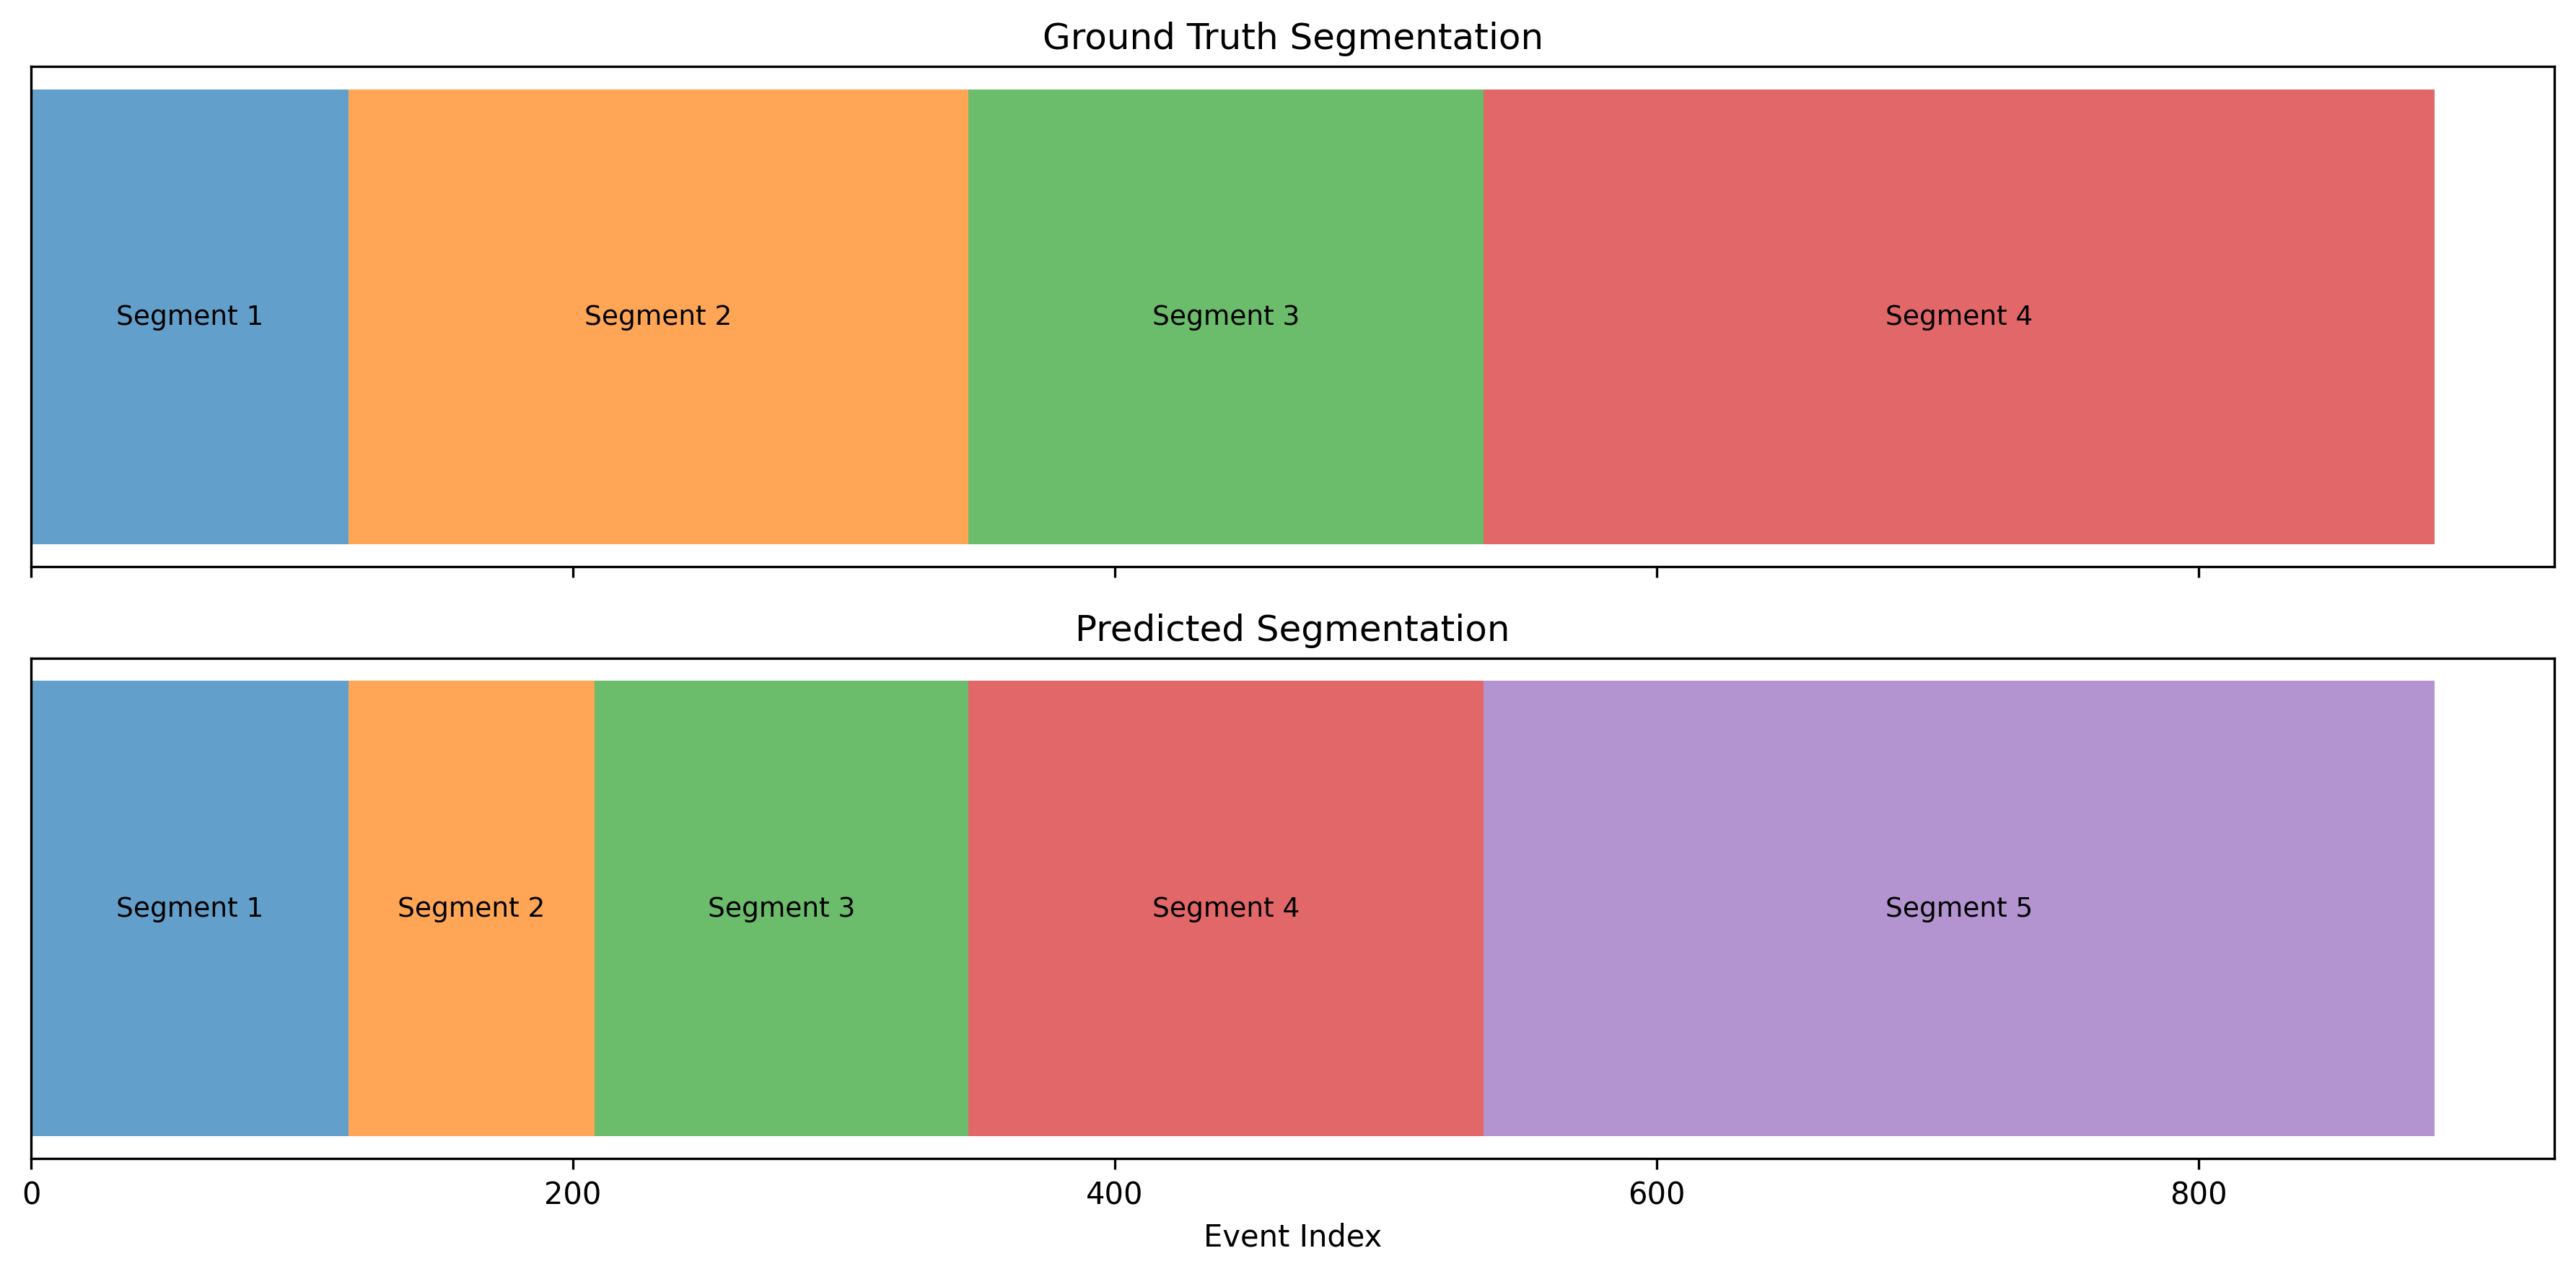 Ground Truth Segmentation
Segment 1 Segment 2 Segment 3 Segment 4
Predicted Segmentation
Segment 1 Segment 2 Segment 3 Segment 4 Segment 5
0 200 400 600 800
Event Index